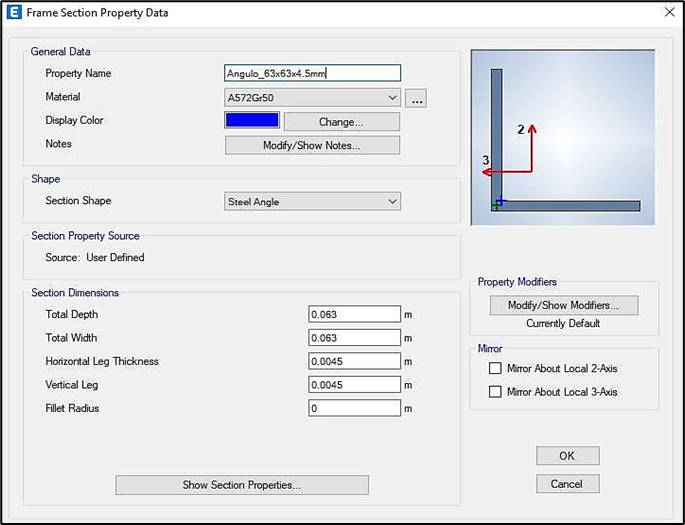 E Frame Section Property Data
General Data
Property Name Angulo_63x63x4.5mm
Material A572Gr50 ...
Display Color Change...
Notes Modify/Show Notes...
2
3
Shape
Section Shape Steel Angle
Section Property Source
Source: User Defined
Property Modifiers
Modify/Show Modifiers...
Currently Default
Section Dimensions
Total Depth 0.063 m
Total Width 0.063 m
Horizontal Leg Thickness 0.0045 m
Vertical Leg 0.0045 m
Fillet Radius 0 m
Mirror
Mirror About Local 2-Axis
Mirror About Local 3-Axis
Show Section Properties...
OK
Cancel